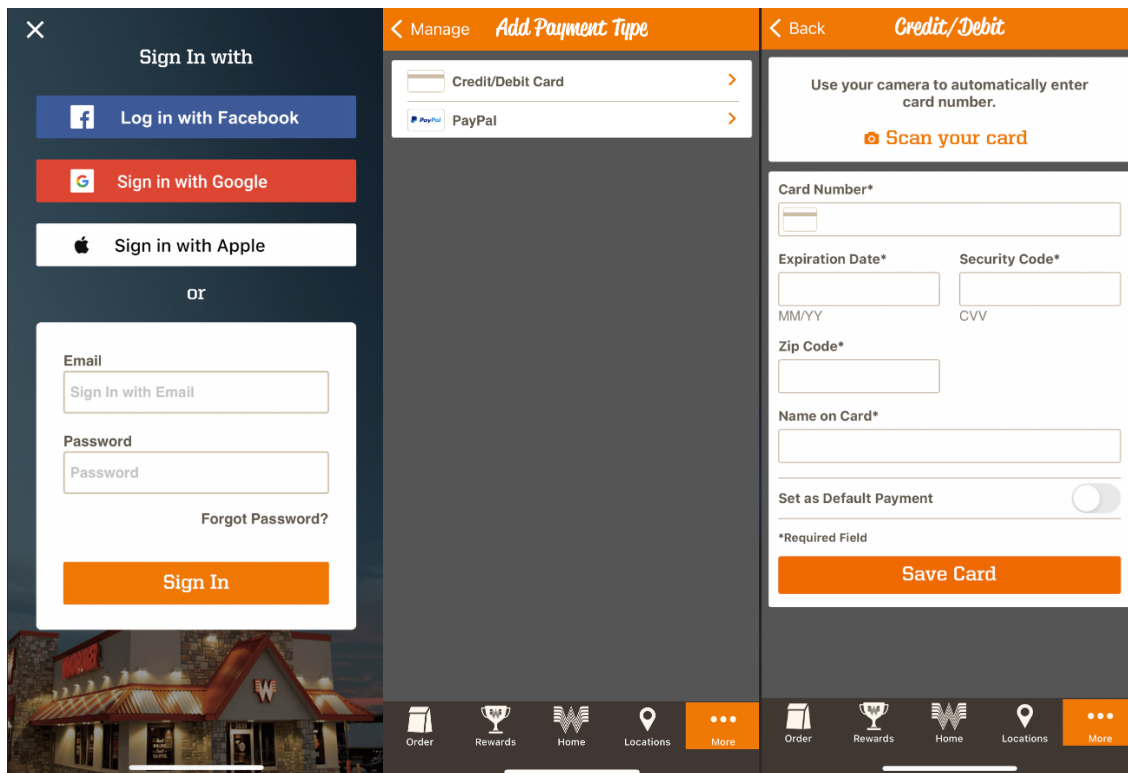 Sign In with
f Log in with Facebook
G Sign in with Google
Sign in with Apple
or
Email
Sign In with Email
Password
Password
Forgot Password?
Sign In
WHATABURGER
W
Manage Add Payment Type
Credit/Debit Card
PayPal PayPal
Order Rewards Home Locations More
Back Credit/Debit
Use your camera to automatically enter
card number.
Scan your card
Card Number*
Expiration Date* Security Code*
MM/YY CVV
Zip Code*
Name on Card*
Set as Default Payment
*Required Field
Save Card
Order Rewards Home Locations More